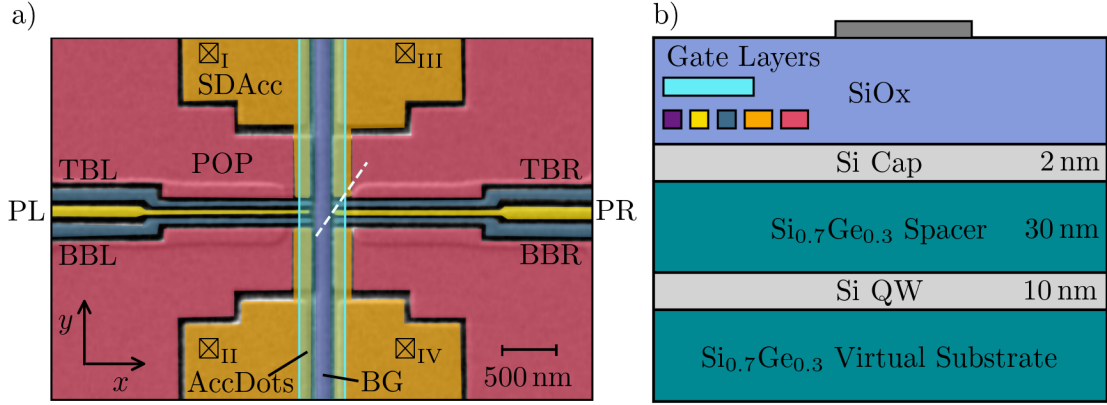 a)
I
III
SDAcc
POP
TBL
TBR
PL
PR
BBL
BBR
y
x
II
IV
AccDots
BG
500 nm
b)
Gate Layers
SiOx
Si Cap 2 nm
Si0.7Ge0.3 Spacer 30 nm
Si QW 10 nm
Si0.7Ge0.3 Virtual Substrate